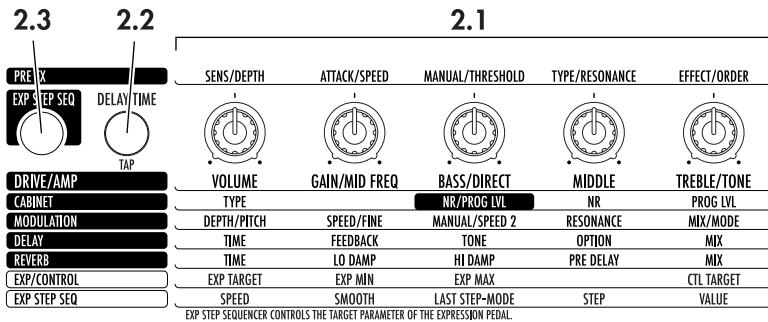 2.3 2.2 2.1
PRE FX SENS/DEPTH ATTACK/SPEED MANUAL/THRESHOLD TYPE/RESONANCE EFFECT/ORDER
EXP STEP SEQ DELAY TIME
TAP
DRIVE/AMP VOLUME GAIN/MID FREQ BASS/DIRECT MIDDLE TREBLE/TONE
CABINET TYPE NR/PROG LVL NR PROG LVL
MODULATION DEPTH/PITCH SPEED/FINE MANUAL/SPEED 2 RESONANCE MIX/MODE
DELAY TIME FEEDBACK TONE OPTION MIX
REVERB TIME LO DAMP HI DAMP PRE DELAY MIX
EXP/CONTROL EXP TARGET EXP MIN EXP MAX CTL TARGET
EXP STEP SEQ SPEED SMOOTH LAST STEP-MODE STEP VALUE
EXP STEP SEQUENCER CONTROLS THE TARGET PARAMETER OF THE EXPRESSION PEDAL.